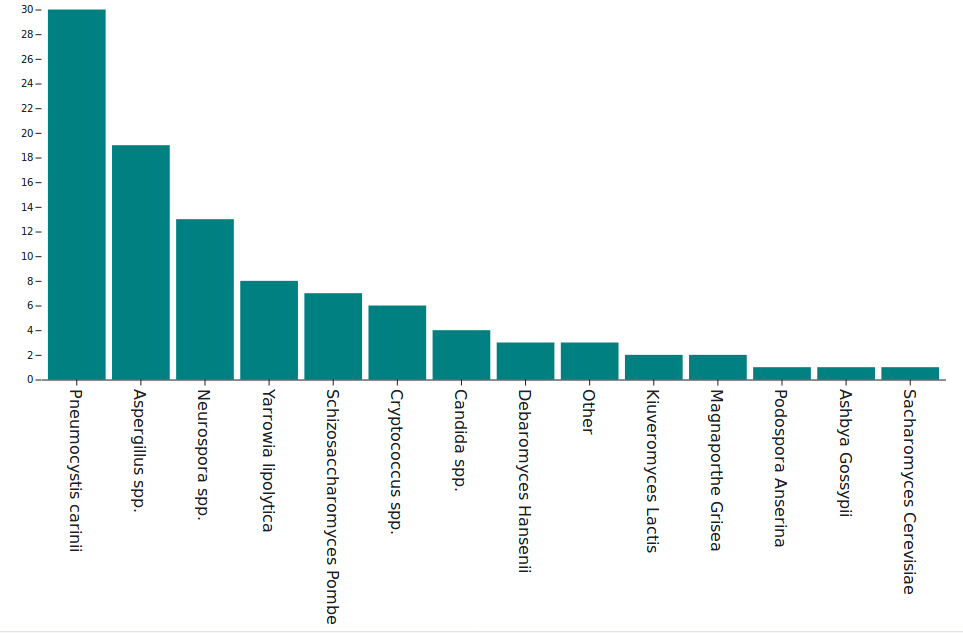 30
28
26
24
22
20
18
16
14
12
10
8
6
4
2
0
Pneumocystis carinii
Aspergillus spp.
Neurospora spp.
Yarrowia lipolytica
Schizosaccharomyces Pombe
Cryptococcus spp.
Candida spp.
Debaromyces Hansenii
Other
Kiuveromyces Lactis
Magnaporthe Grisea
Podospora Anserina
Ashbya Gossypii
Sacharomyces Cerevisiae